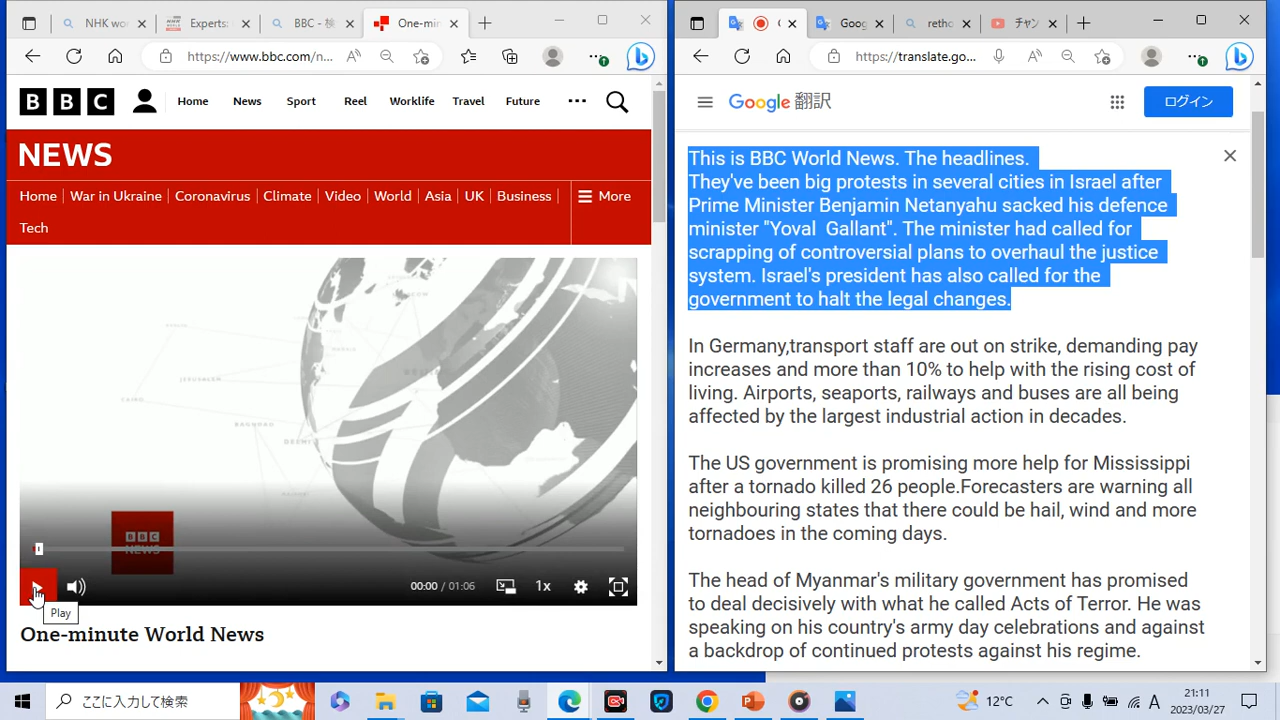 NHK wo
Experts:
BBC - 検
One-min
https://www.bbc.com/n...
BBC
Home
News
Sport
Reel
Worklife
Travel
Future
NEWS
Home
War in Ukraine
Coronavirus
Climate
Video
World
Asia
UK
Business
More
Tech
BBC
NEWS
00:00 / 01:06
1x
Play
One-minute World News
Goog
retho
チャン
https://translate.go...
Google 翻訳
ログイン
This is BBC World News. The headlines.
They've been big protests in several cities in Israel after
Prime Minister Benjamin Netanyahu sacked his defence
minister "Yoval  Gallant". The minister had called for
scrapping of controversial plans to overhaul the justice
system. Israel's president has also called for the
government to halt the legal changes.
In Germany,transport staff are out on strike, demanding pay
increases and more than 10% to help with the rising cost of
living. Airports, seaports, railways and buses are all being
affected by the largest industrial action in decades.
The US government is promising more help for Mississippi
after a tornado killed 26 people.Forecasters are warning all
neighbouring states that there could be hail, wind and more
tornadoes in the coming days.
The head of Myanmar's military government has promised
to deal decisively with what he called Acts of Terror. He was
speaking on his country's army day celebrations and against
a backdrop of continued protests against his regime.
ここに入力して検索
12°C
A
21:11
2023/03/27